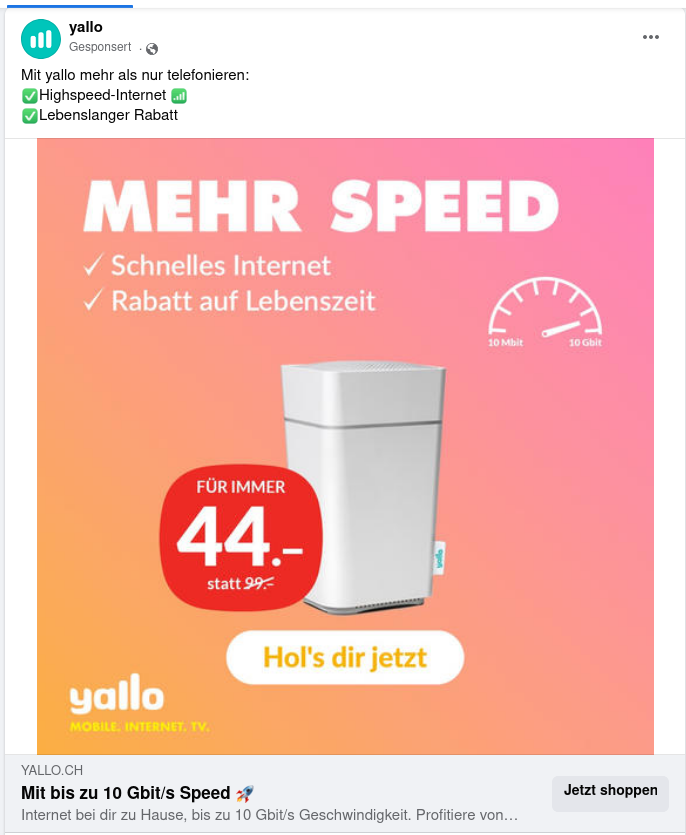 yallo
Gesponsert ·
Mit yallo mehr als nur telefonieren:
✅Highspeed-Internet 📶
✅Lebenslanger Rabatt
MEHR SPEED
✓ Schnelles Internet
✓ Rabatt auf Lebenszeit
10 Mbit 10 Gbit
FÜR IMMER
44.–
statt 99.–
yallo
Hol's dir jetzt
yallo
MOBILE. INTERNET. TV.
YALLO.CH
Mit bis zu 10 Gbit/s Speed 🚀
Jetzt shoppen
Internet bei dir zu Hause, bis zu 10 Gbit/s Geschwindigkeit. Profitiere von…